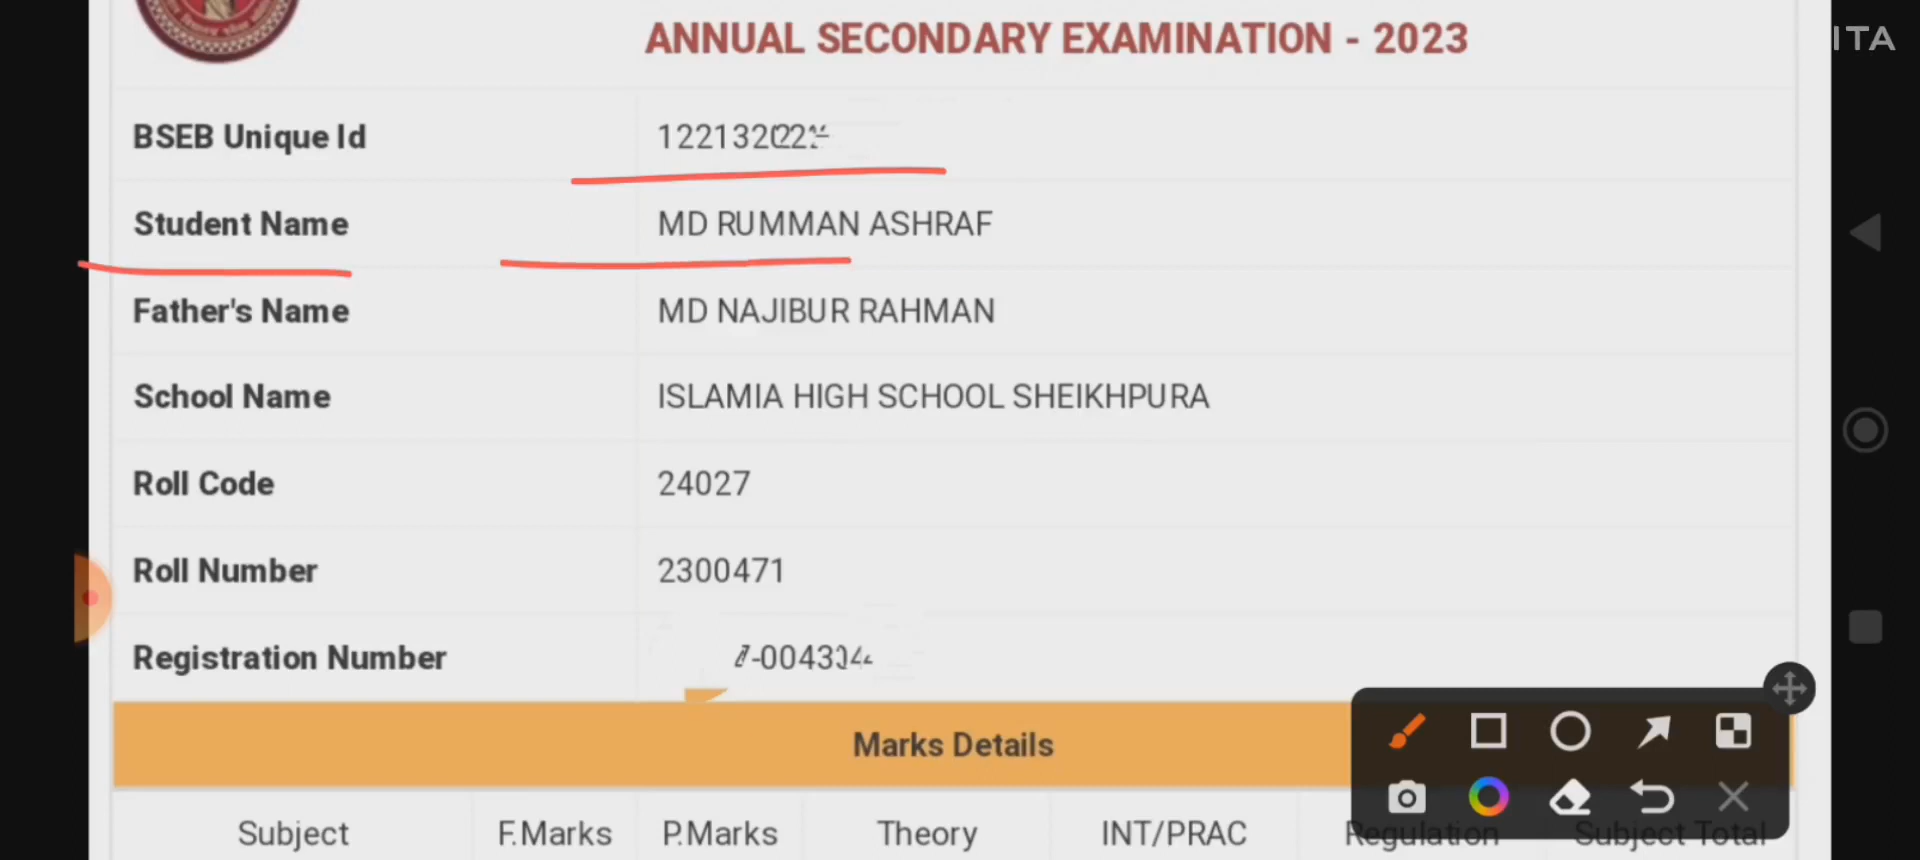 ANNUAL SECONDARY EXAMINATION - 2023
ITA
BSEB Unique Id
Student Name MD RUMMAN ASHRAF
Father's Name MD NAJIBUR RAHMAN
School Name ISLAMIA HIGH SCHOOL SHEIKHPURA
Roll Code 24027
Roll Number 2300471
Registration Number
Marks Details
Subject F.Marks P.Marks Theory INT/PRAC Regulation Subject Total